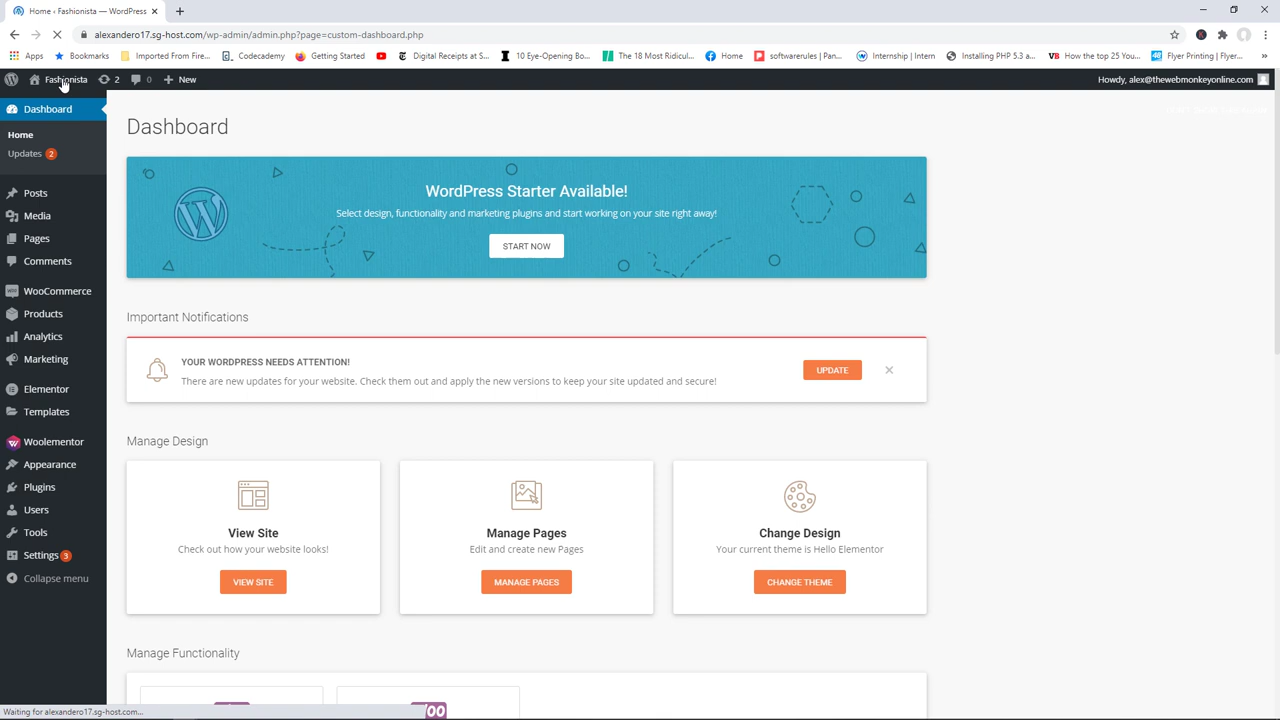 Home ‹ Fashionista — WordPress
alexandero17.sg-host.com/wp-admin/admin.php?page=custom-dashboard.php
Apps Bookmarks Imported From Fire... Codecademy Digital Receipts at S... 10 Eye-Opening Bo... The 18 Most Ridicul... Home softwarerules | Trello Internship | Intern Installing PHP 5.3 a... How the top 25 You... Flyer Printing | Flyer...
Fashionista 2 0 New Howdy, alex@thewebmonkeyonline.com
Dashboard
Home
Updates 2
Posts
Media
Pages
Comments
WooCommerce
Products
Analytics
Marketing
Elementor
Templates
Woolementor
Appearance
Plugins
Users
Tools
Settings 3
Collapse menu
Dashboard
WordPress Starter Available!
Select design, functionality and marketing plugins and start working on your site right away!
START NOW
Important Notifications
YOUR WORDPRESS NEEDS ATTENTION!
There are new updates for your website. Check them out and apply the new versions to keep your site updated and secure!
UPDATE
Manage Design
View Site
Check out how your website looks!
VIEW SITE
Manage Pages
Edit and create new Pages
MANAGE PAGES
Change Design
Your current theme is Hello Elementor
CHANGE THEME
Manage Functionality
Waiting for alexandero17.sg-host.com...